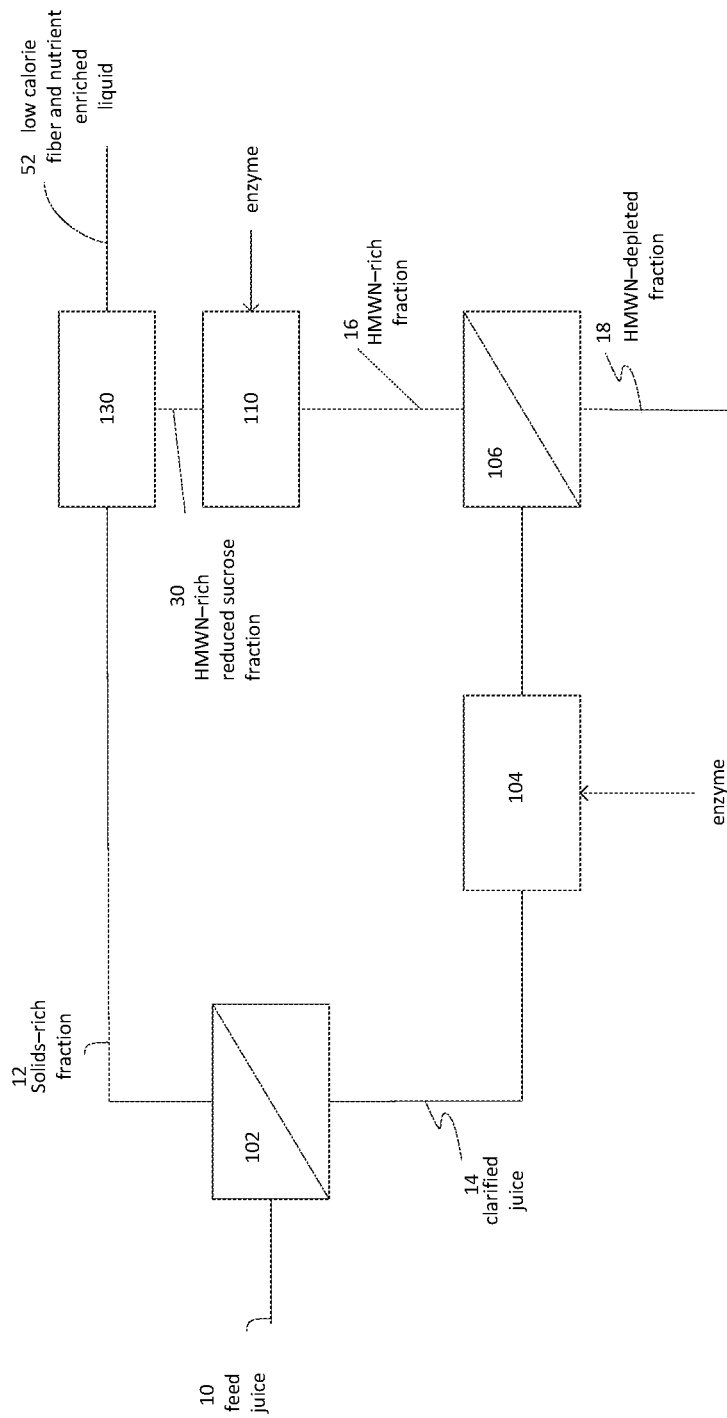 52 low calorie
fiber and nutrient
enriched
liquid
enzyme
16
HMWN–rich
fraction
18
HMWN–depleted
fraction
130
110
106
30
HMWN–rich
reduced sucrose
fraction
104
enzyme
12
Solids–rich
fraction
102
14
clarified
juice
10
feed
juice